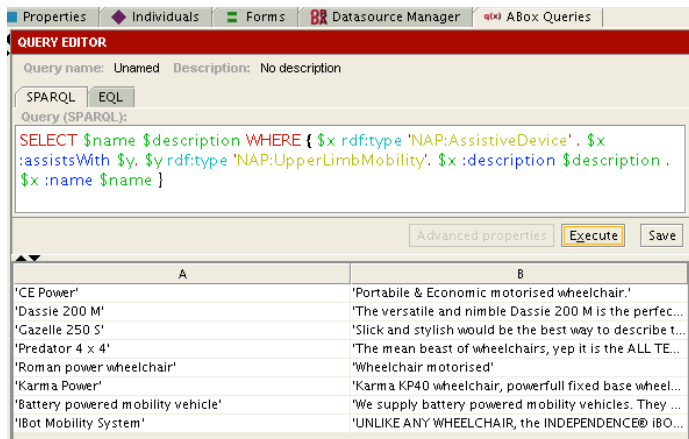 Properties Individuals Forms Datasource Manager q(x) ABox Queries
QUERY EDITOR
Query name: Unamed Description: No description
SPARQL EQL
Query (SPARQL):
SELECT $name $description WHERE { $x rdf:type 'NAP:AssistiveDevice' . $x
:assistsWith $y. $y rdf:type 'NAP:UpperLimbMobility'. $x :description $description .
$x :name $name }
Advanced properties Execute Save
A B
'CE Power' 'Portabile & Economic motorised wheelchair.'
'Dassie 200 M' 'The versatile and nimble Dassie 200 M is the perfec...
'Gazelle 250 S' 'Slick and stylish would be the best way to describe t...
'Predator 4 x 4' 'The mean beast of wheelchairs, yep it is the ALL TE...
'Roman power wheelchair' 'Wheelchair motorised'
'Karma Power' 'Karma KP40 wheelchair, powerfull fixed base wheel...
'Battery powered mobility vehicle' 'We supply battery powered mobility vehicles. They ...
'IBot Mobility System' 'UNLIKE ANY WHEELCHAIR, the INDEPENDENCE® iBO...